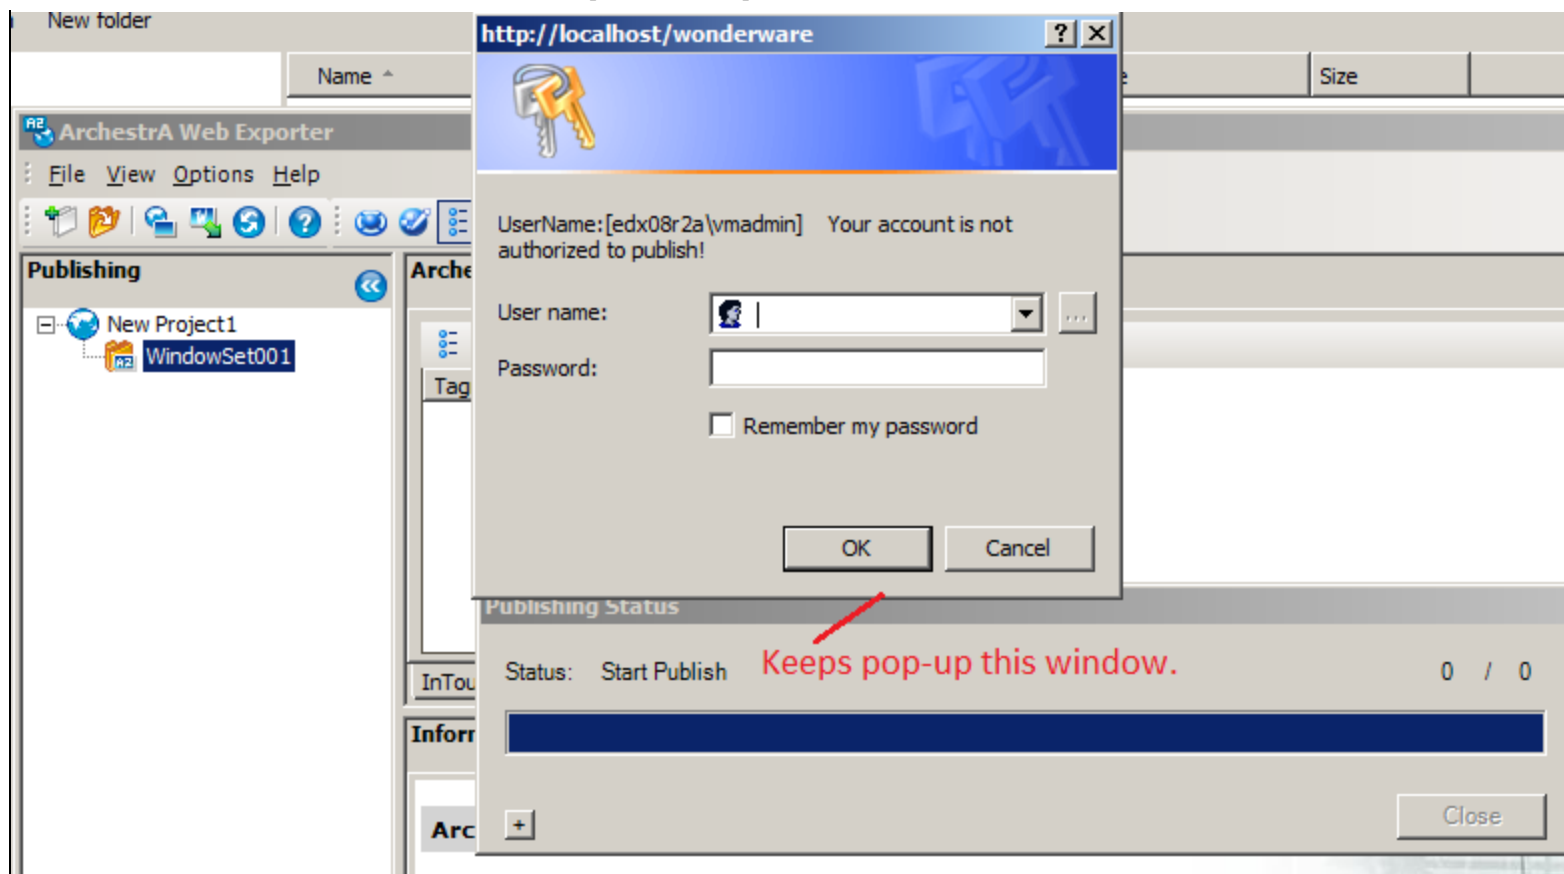 New folder
http://localhost/wonderware
Name
Size
ArchestrA Web Exporter
File View Options Help
UserName:[edx08r2a\vmadmin] Your account is not
authorized to publish!
Publishing
Arche
User name:
New Project1
WindowSet001
Password:
Tag
Remember my password
OK
Cancel
Publishing Status
Keeps pop-up this window.
Status: Start Publish
0 / 0
InTou
Inforr
Close
Arc
+